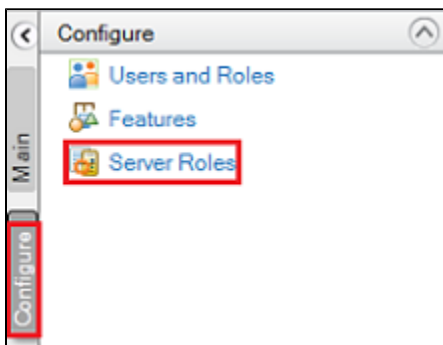 Configure
Users and Roles
Features
Server Roles
Main
Configure